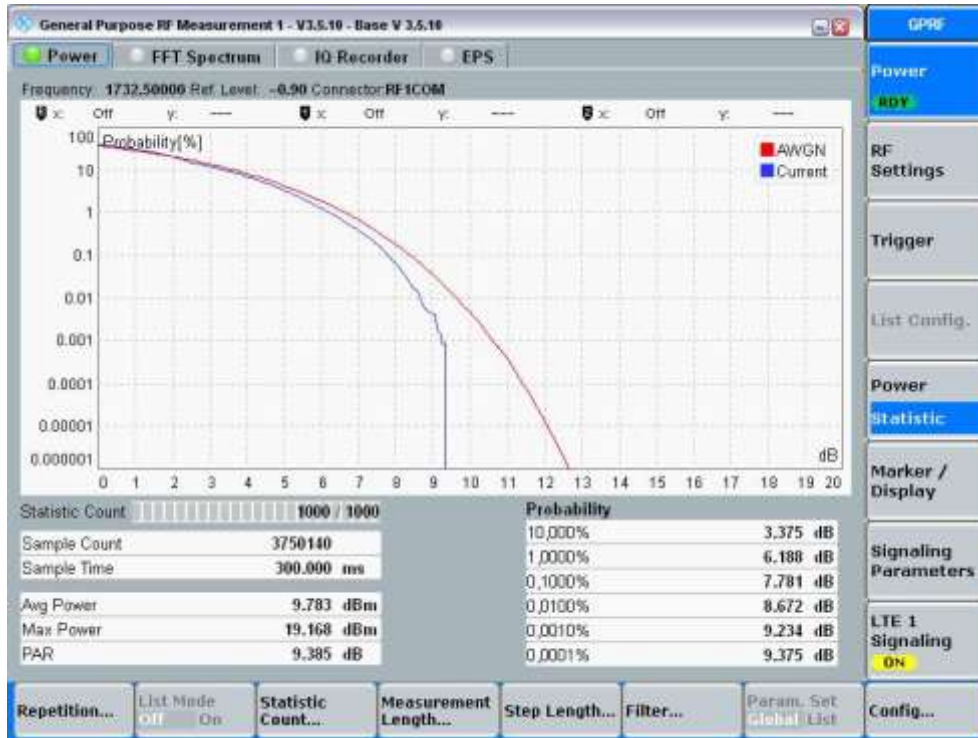 General Purpose RF Measurement 1 - V3.5.10 - Base V 3.5.10
GPRF
Power FFT Spectrum IQ Recorder EPS
Frequency: 1732.50000 Ref. Level: -0.90 Connector:RF1COM
x: Off y: ---- x: Off y: ---- x: Off y: ----
Probability[%]
AWGN
Current
100
10
1
0.1
0.01
0.001
0.0001
0.00001
0.000001
dB
0 1 2 3 4 5 6 7 8 9 10 11 12 13 14 15 16 17 18 19 20
Statistic Count 1000 / 1000
Sample Count 3750140
Sample Time 300.000 ms
Avg Power 9.783 dBm
Max Power 19.168 dBm
PAR 9.385 dB
Probability
10,000% 3.375 dB
1,0000% 6.188 dB
0,1000% 7.781 dB
0,0100% 8.672 dB
0,0010% 9.234 dB
0,0001% 9.375 dB
Power
RDY
RF
Settings
Trigger
List Config.
Power
Statistic
Marker /
Display
Signaling
Parameters
LTE 1
Signaling
ON
Repetition...
List Mode
Off On
Statistic
Count...
Measurement
Length...
Step Length...
Filter...
Param. Set
Global List
Config...